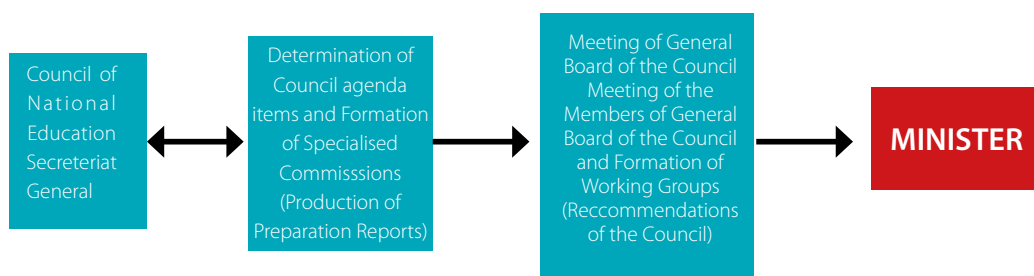 Council of
National
Education
Secreteriat
General
Determination of
Council agenda
items and Formation
of Specialised
Commisssions
(Production of
Preparation Reports)
Meeting of General
Board of the Council
Meeting of the
Members of General
Board of the Council
and Formation of
Working Groups
(Reccommendations
of the Council)
MINISTER